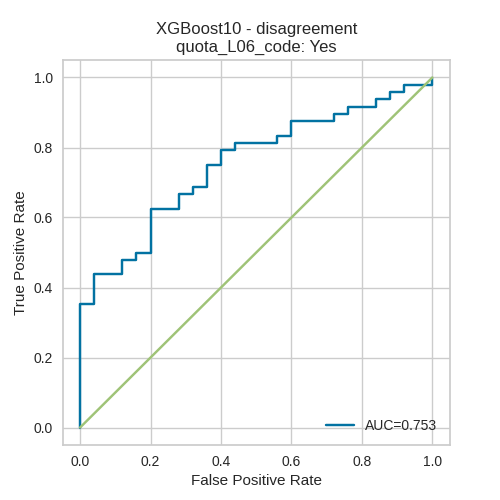 XGBoost10 - disagreement
quota_L06_code: Yes
True Positive Rate
1.0
0.8
0.6
0.4
0.2
0.0
AUC=0.753
0.0 0.2 0.4 0.6 0.8 1.0
False Positive Rate